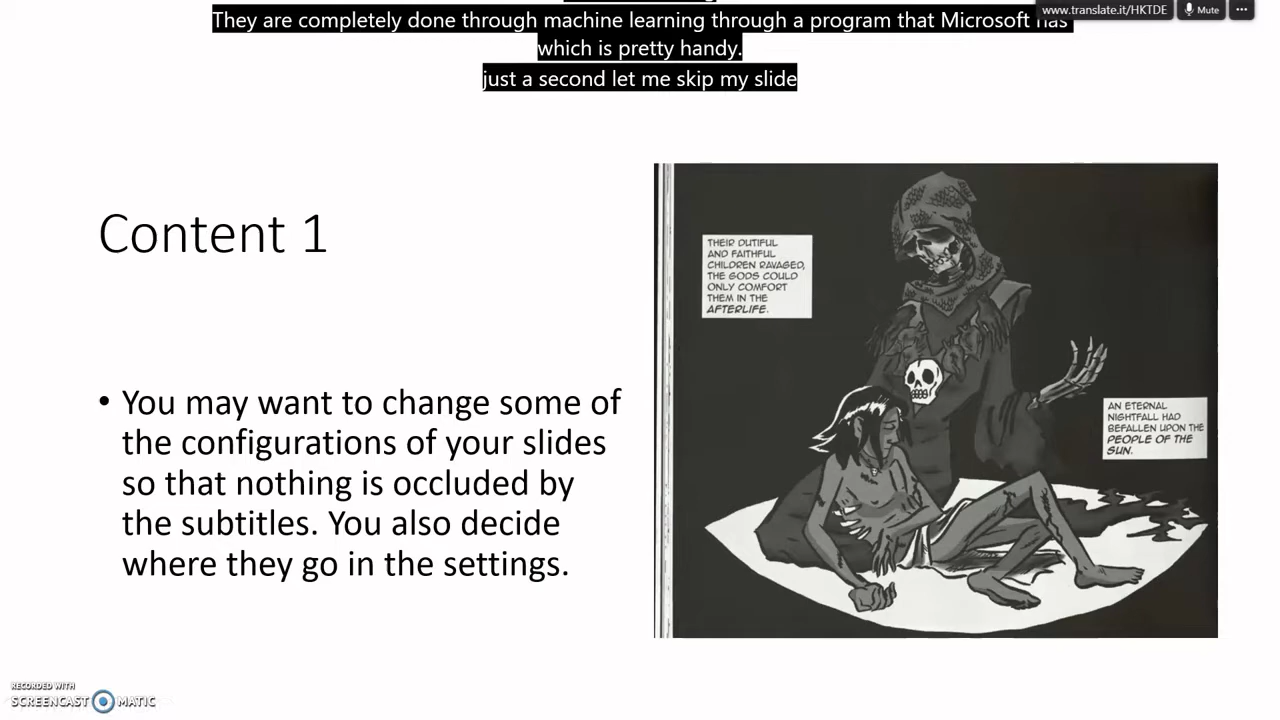 They are completely done through machine learning through a program that Microsoft has
which is pretty handy.
just a second let me skip my slide
www.translate.it/HKTDE
Mute
Content 1
• You may want to change some of
the configurations of your slides
so that nothing is occluded by
the subtitles. You also decide
where they go in the settings.
THEIR DUTIFUL
AND FAITHFUL
CHILDREN RAVAGED,
THE GODS COULD
ONLY COMFORT
THEM IN THE
AFTERLIFE.
AN ETERNAL
NIGHTFALL HAD
BEFALLEN UPON THE
PEOPLE OF THE
SUN.
RECORDED WITH
SCREENCAST MATIC